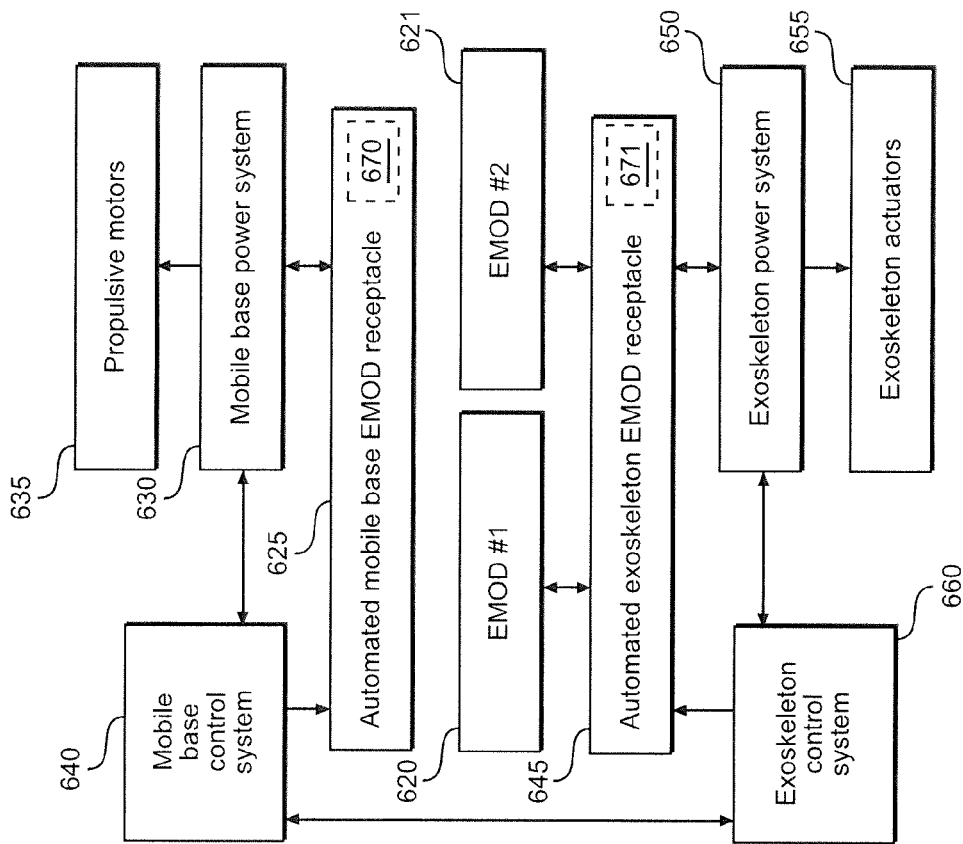 635
Propulsive motors
640
Mobile
base
control
system
630
Mobile base power system
625
Automated mobile base EMOD receptacle
670
620
EMOD #1
621
EMOD #2
645
Automated exoskeleton EMOD receptacle
671
660
Exoskeleton
control
system
650
Exoskeleton power system
655
Exoskeleton actuators